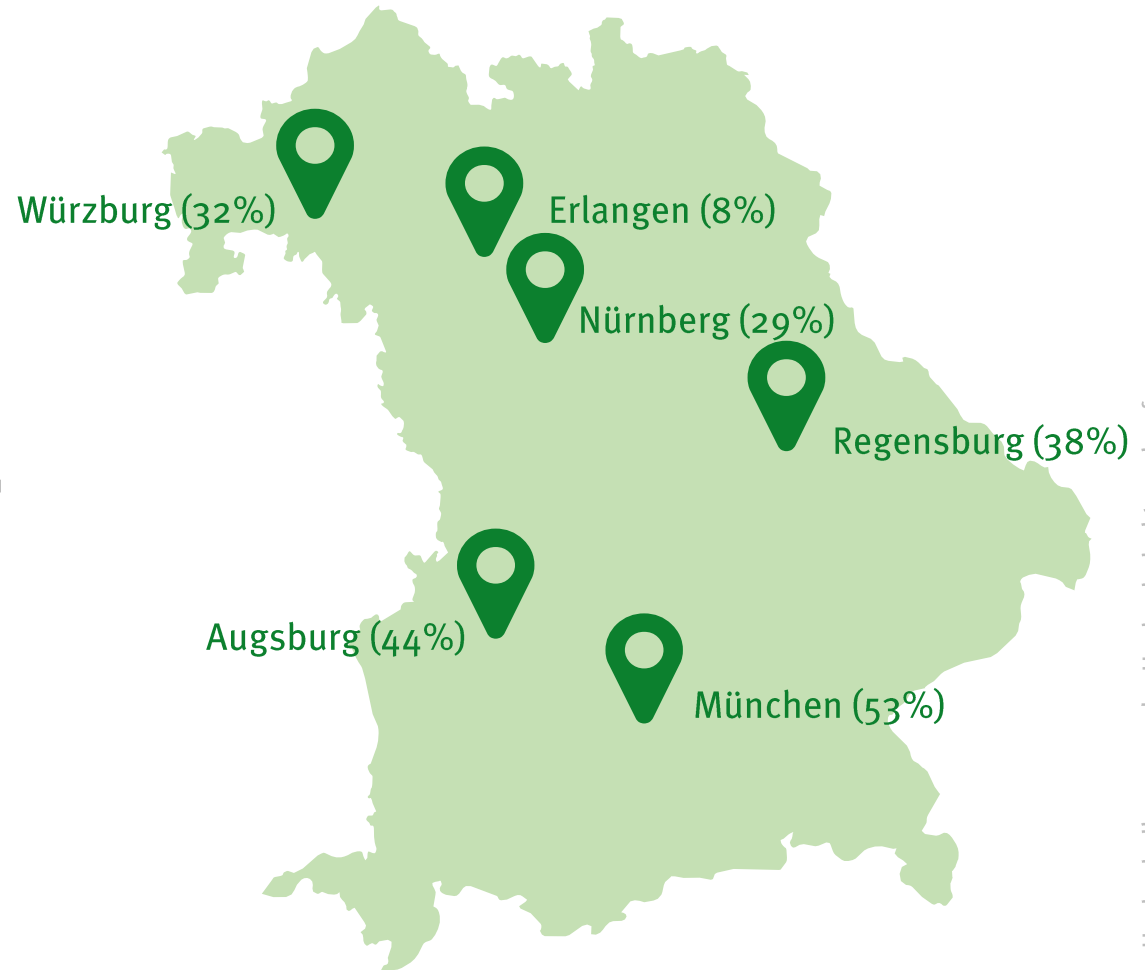 Würzburg (32%)
Erlangen (8%)
Nürnberg (29%)
Regensburg (38%)
Augsburg (44%)
München (53%)